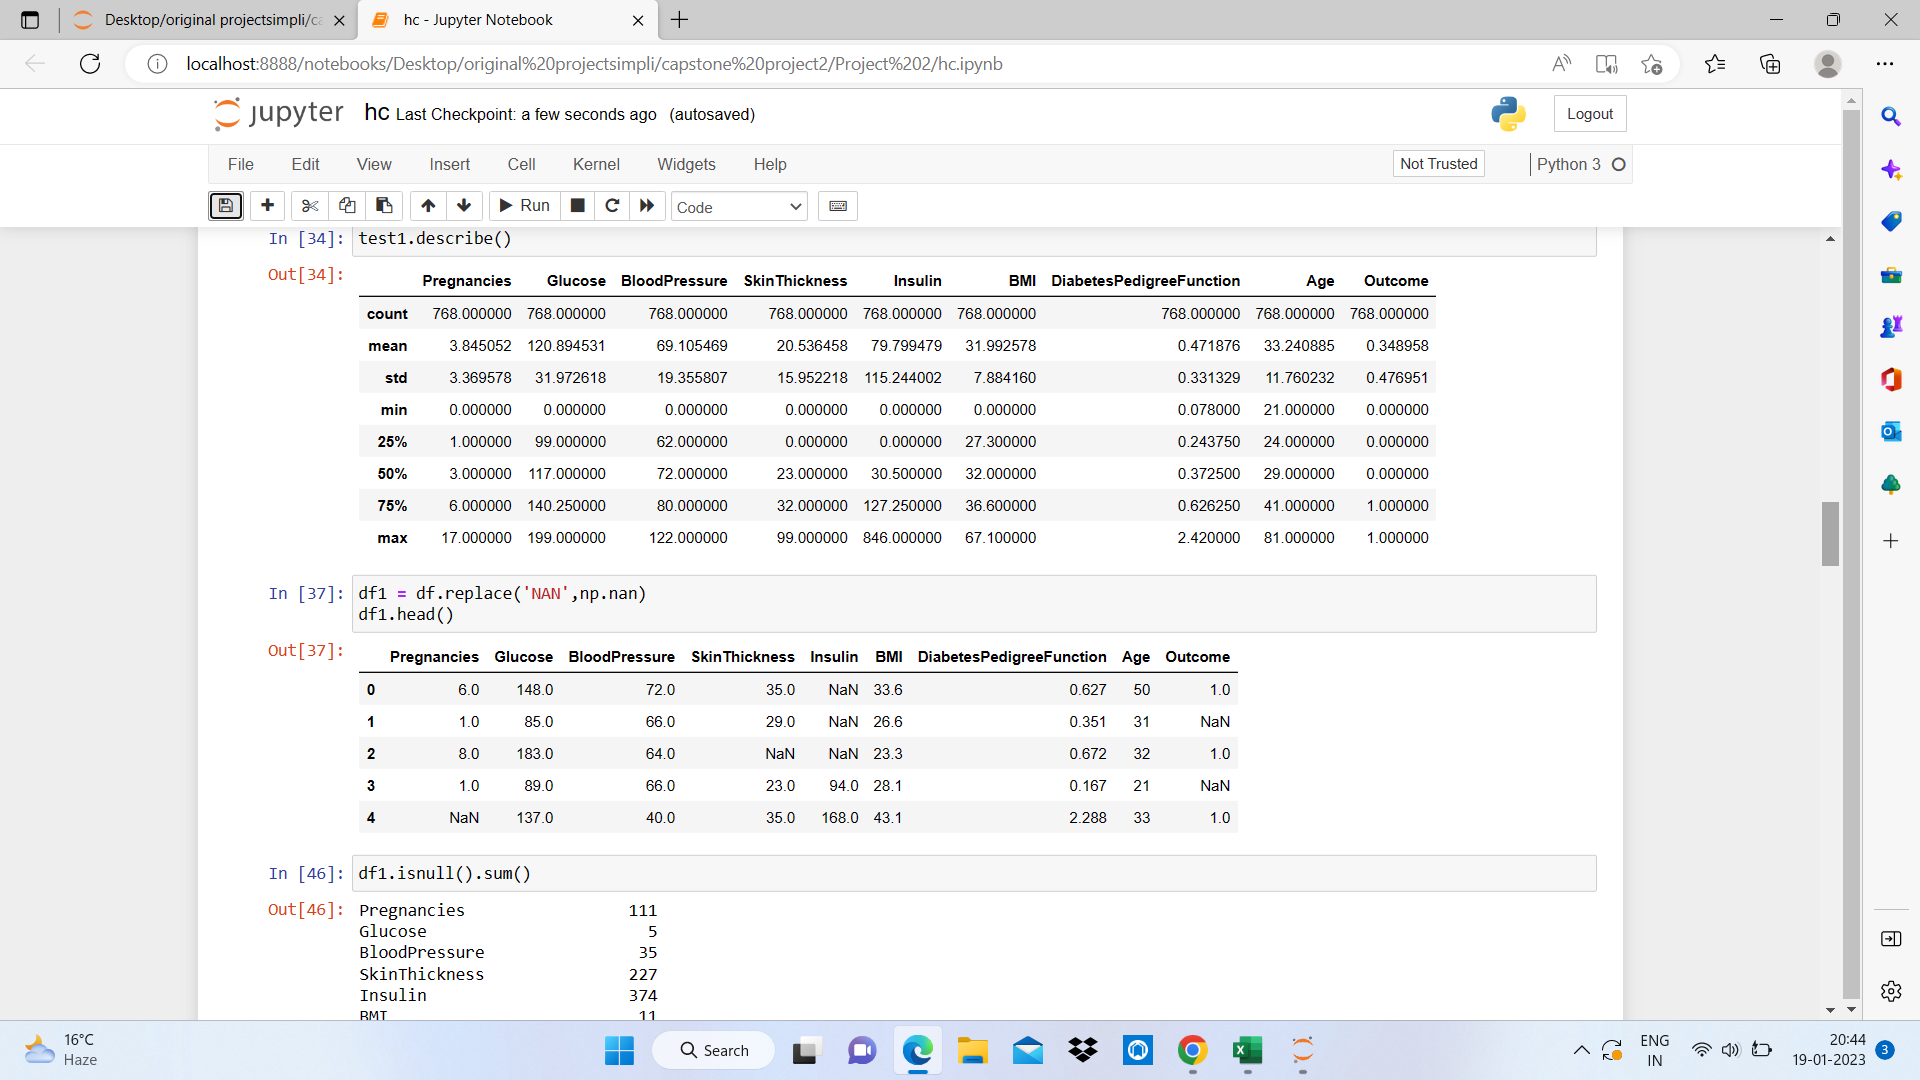 Desktop/original projectsimpli/ca
hc - Jupyter Notebook
localhost:8888/notebooks/Desktop/original%20projectsimpli/capstone%20project2/Project%202/hc.ipynb
jupyter hc Last Checkpoint: a few seconds ago (autosaved)
Logout
File Edit View Insert Cell Kernel Widgets Help
Not Trusted
Python 3
Run
Code
In [34]: test1.describe()
Out[34]:
Pregnancies Glucose BloodPressure SkinThickness Insulin BMI DiabetesPedigreeFunction Age Outcome
count 768.000000 768.000000 768.000000 768.000000 768.000000 768.000000 768.000000 768.000000 768.000000
mean 3.845052 120.894531 69.105469 20.536458 79.799479 31.992578 0.471876 33.240885 0.348958
std 3.369578 31.972618 19.355807 15.952218 115.244002 7.884160 0.331329 11.760232 0.476951
min 0.000000 0.000000 0.000000 0.000000 0.000000 0.000000 0.078000 21.000000 0.000000
25% 1.000000 99.000000 62.000000 0.000000 0.000000 27.300000 0.243750 24.000000 0.000000
50% 3.000000 117.000000 72.000000 23.000000 30.500000 32.000000 0.372500 29.000000 0.000000
75% 6.000000 140.250000 80.000000 32.000000 127.250000 36.600000 0.626250 41.000000 1.000000
max 17.000000 199.000000 122.000000 99.000000 846.000000 67.100000 2.420000 81.000000 1.000000
In [37]: df1 = df.replace('NAN',np.nan)
df1.head()
Out[37]:
Pregnancies Glucose BloodPressure SkinThickness Insulin BMI DiabetesPedigreeFunction Age Outcome
0 6.0 148.0 72.0 35.0 NaN 33.6 0.627 50 1.0
1 1.0 85.0 66.0 29.0 NaN 26.6 0.351 31 NaN
2 8.0 183.0 64.0 NaN NaN 23.3 0.672 32 1.0
3 1.0 89.0 66.0 23.0 94.0 28.1 0.167 21 NaN
4 NaN 137.0 40.0 35.0 168.0 43.1 2.288 33 1.0
In [46]: df1.isnull().sum()
Out[46]: Pregnancies 111
Glucose 5
BloodPressure 35
SkinThickness 227
Insulin 374
BMI 11
16°C
Haze
Search
ENG
IN
20:44
19-01-2023
3